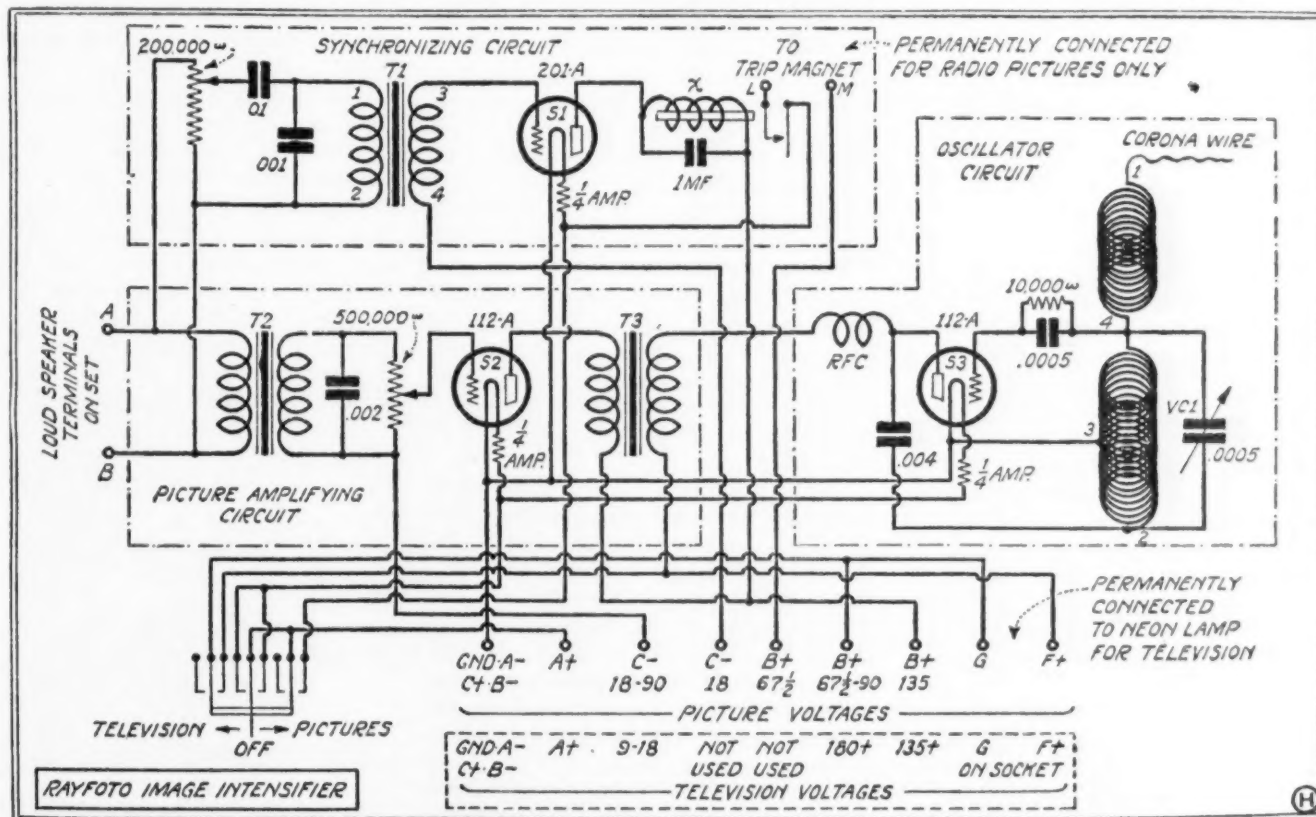 SYNCHRONIZING CIRCUIT
200,000 ω
.01
.001
1
2
T1
3
4
201-A
S1
1/4 AMP.
x
1MF
TO
TRIP MAGNET
L
M
PERMANENTLY CONNECTED
FOR RADIO PICTURES ONLY
OSCILLATOR
CIRCUIT
CORONA WIRE
1
10,000 ω
.0005
4
3
2
VC1
.0005
112-A
S3
1/4 AMP.
RFC
.004
LOUD SPEAKER
TERMINALS
ON SET
A
B
T2
.002
500,000 ω
112-A
S2
1/4
AMP.
T3
PICTURE AMPLIFYING
CIRCUIT
PERMANENTLY
CONNECTED
TO NEON LAMP
FOR TELEVISION
GND·A- A+ C- C- B+ B+ B+ G F+
C+·B- 18-90 18 67 1/2 67 1/2-90 135
PICTURE VOLTAGES
TELEVISION PICTURES
OFF
GND·A- A+ 9-18 NOT NOT 180+ 135+ G F+
C+·B- USED USED ON SOCKET
TELEVISION VOLTAGES
RAYFOTO IMAGE INTENSIFIER
H